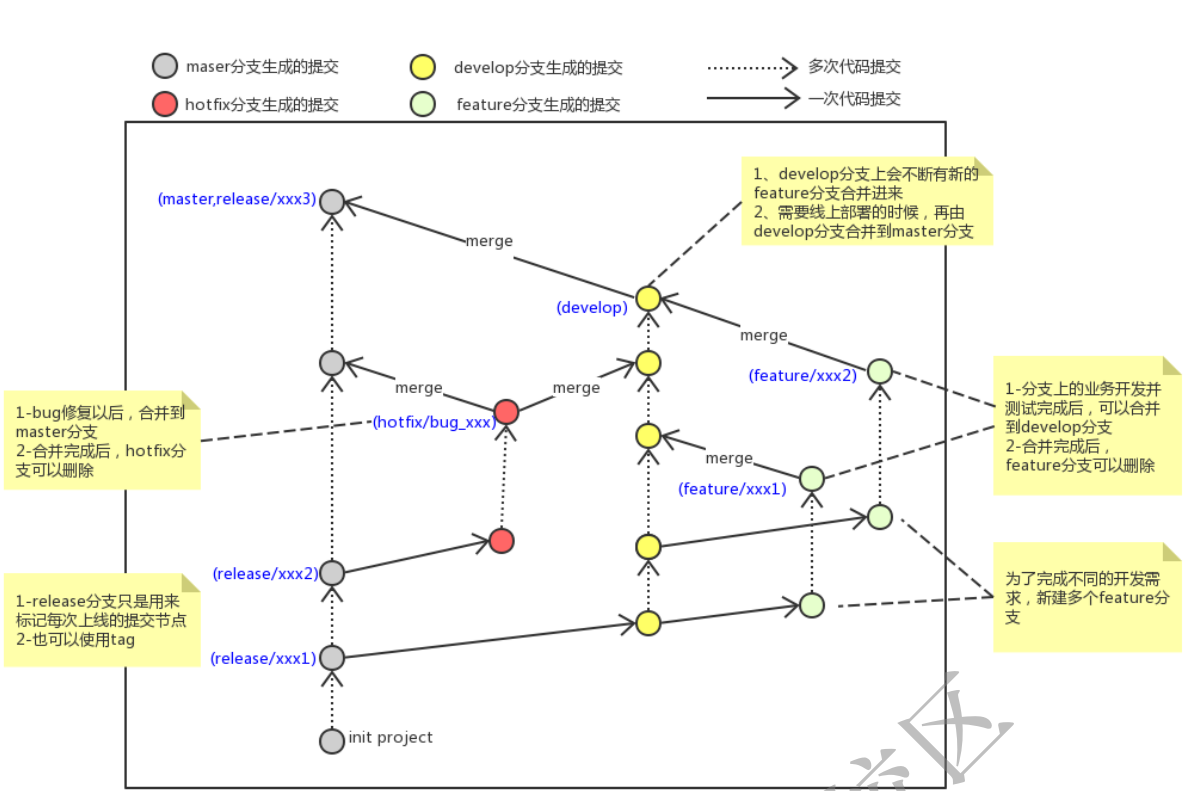 maser分支生成的提交
develop分支生成的提交
多次代码提交
hotfix分支生成的提交
feature分支生成的提交
一次代码提交
1、develop分支上会不断有新的
feature分支合并进来
2、需要线上部署的时候，再由
develop分支合并到master分支
(master,release/xxx3)
merge
(develop)
merge
(feature/xxx2)
merge
merge
(hotfix/bug_xxx)
1-bug修复以后，合并到
master分支
2-合并完成后，hotfix分
支可以删除
1-分支上的业务开发并
测试完成后，可以合并
到develop分支
2-合并完成后，
feature分支可以删除
merge
(feature/xxx1)
(release/xxx2)
1-release分支只是用来
标记每次上线的提交节点
2-也可以使用tag
为了完成不同的开发需
求，新建多个feature分
支
(release/xxx1)
init project